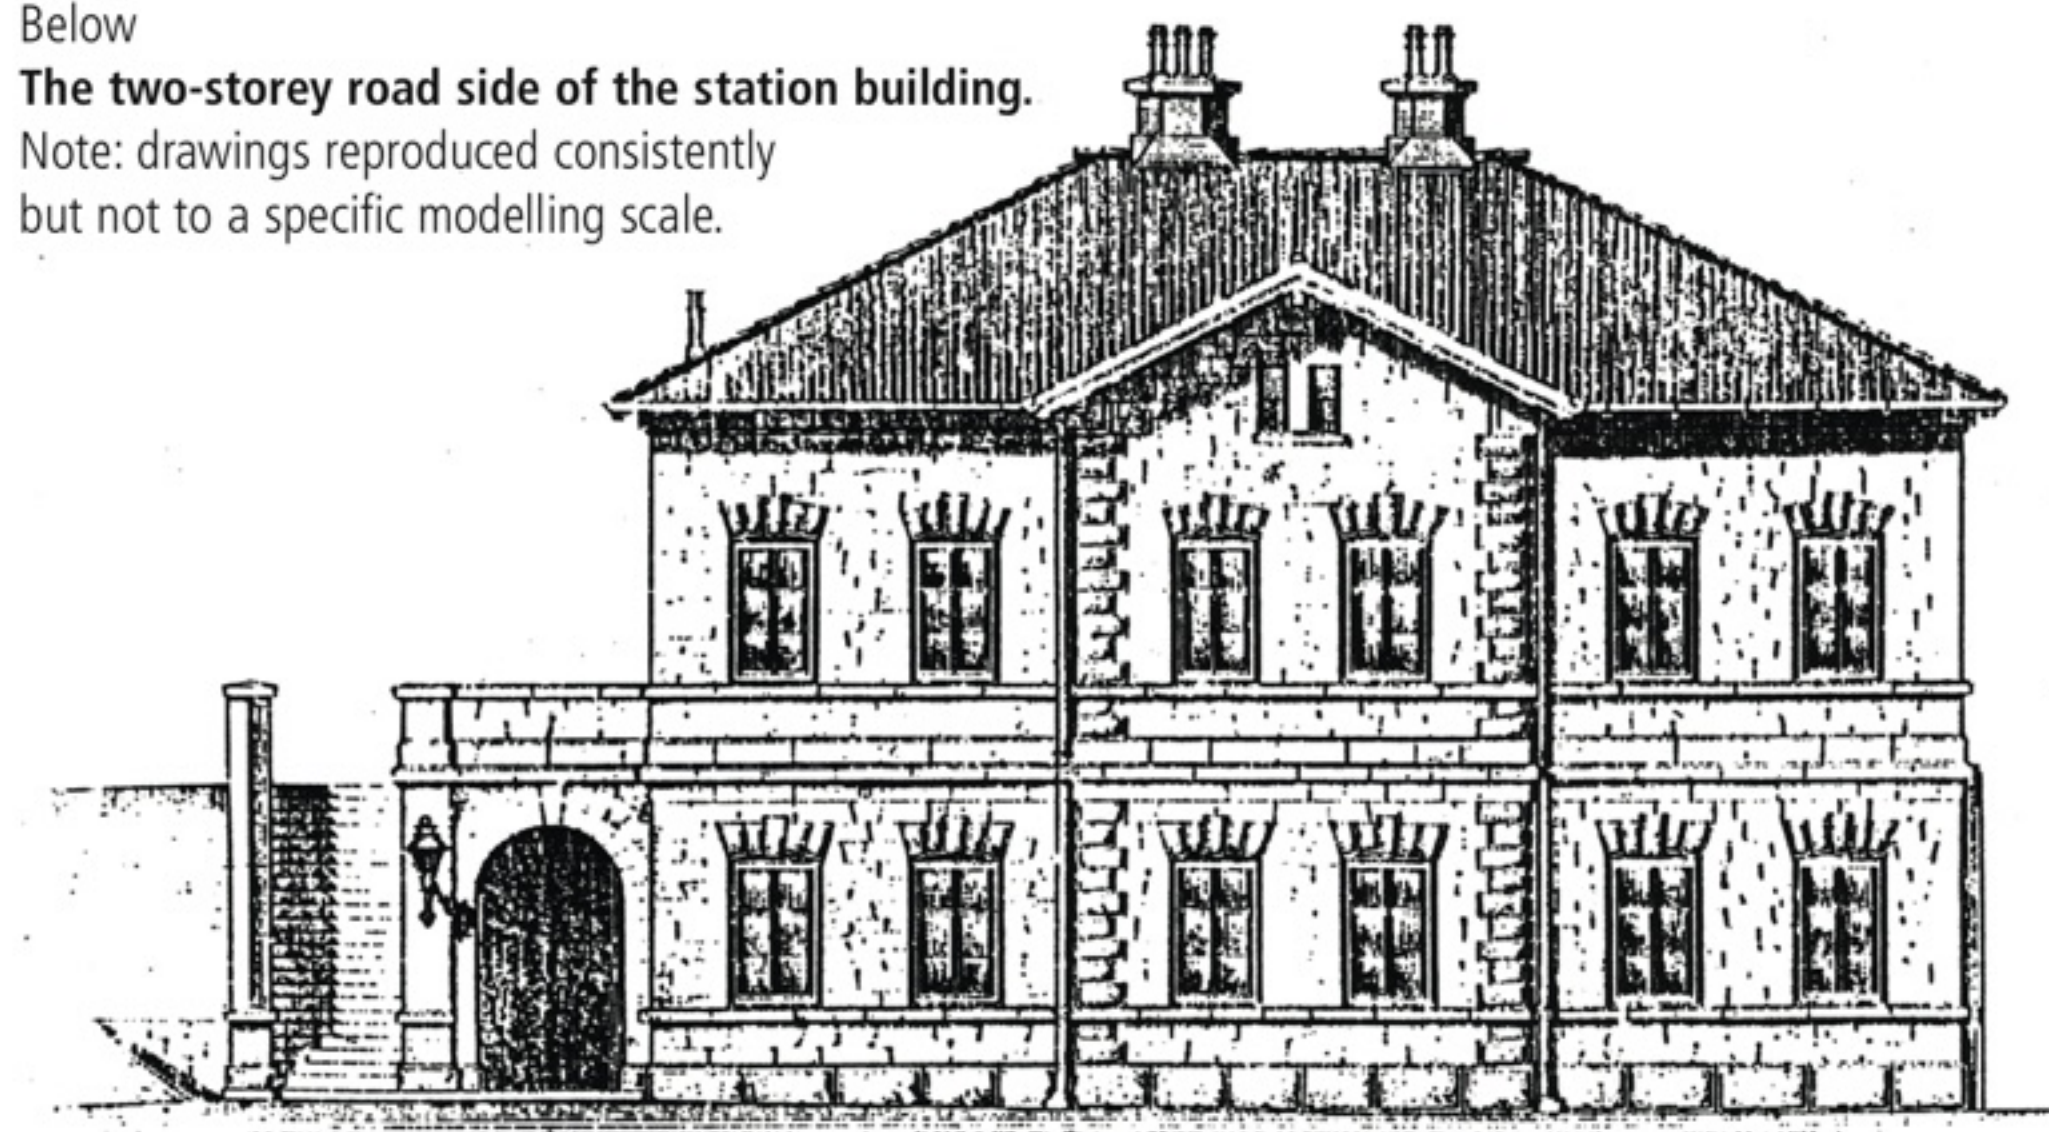 Below
The two-storey road side of the station building.
Note: drawings reproduced consistently
but not to a specific modelling scale.